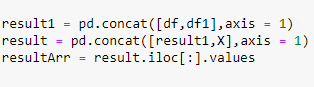 result1 = pd.concat([df,df1],axis = 1)
result = pd.concat([result1,X],axis = 1)
resultArr = result.iloc[:].values